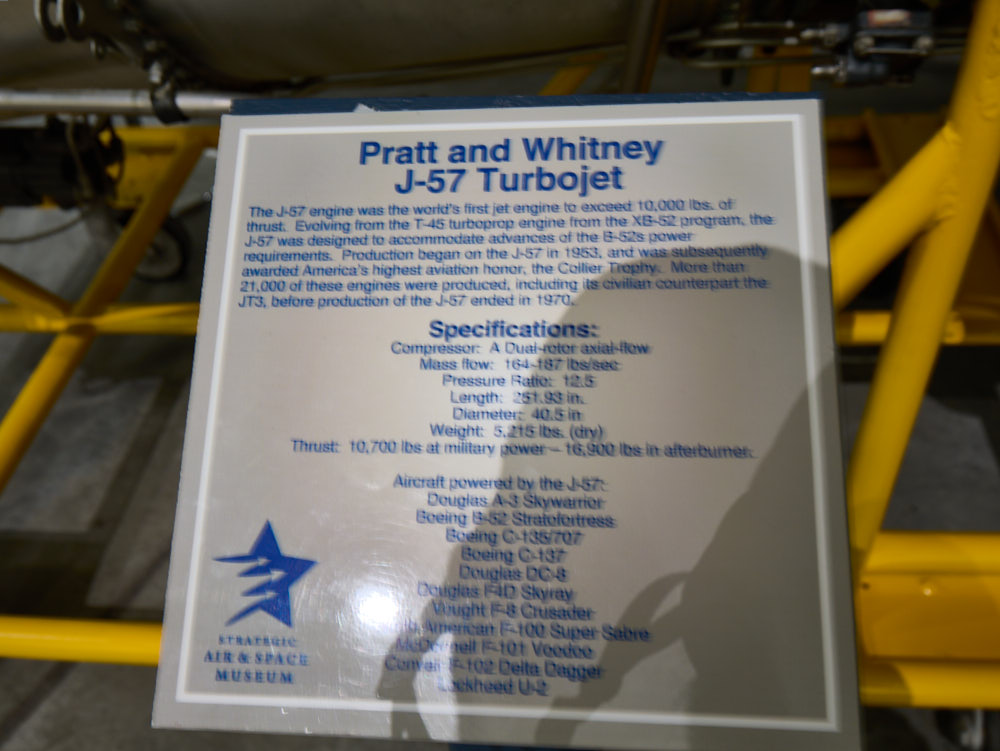 Pratt and Whitney
J-57 Turbojet
The J-57 engine was the world's first jet engine to exceed 10,000 lbs. of
thrust. Evolving from the T-45 turboprop engine from the XB-52 program, the
J-57 was designed to accommodate advances of the B-52s power
requirements. Production began on the J-57 in 1953, and was subsequently
awarded America's highest aviation honor, the Collier Trophy. More than
21,000 of these engines were produced, including its civilian counterpart the
JT3, before production of the J-57 ended in 1970.
Specifications:
Compressor: A Dual-rotor axial-flow
Mass flow: 164-187 lbs/sec
Pressure Ratio: 12.5
Length: 251.93 in.
Diameter: 40.5 in
Weight: 5,215 lbs. (dry)
Thrust: 10,700 lbs at military power – 16,900 lbs in afterburner.
Aircraft powered by the J-57:
Douglas A-3 Skywarrior
Boeing B-52 Stratofortress
Boeing C-135/707
Boeing C-137
Douglas DC-8
Douglas F4D Skyray
Vought F-8 Crusader
American F-100 Super Sabre
McDonnell F-101 Voodoo
Convair F-102 Delta Dagger
Lockheed U-2
STRATEGIC
AIR & SPACE
MUSEUM